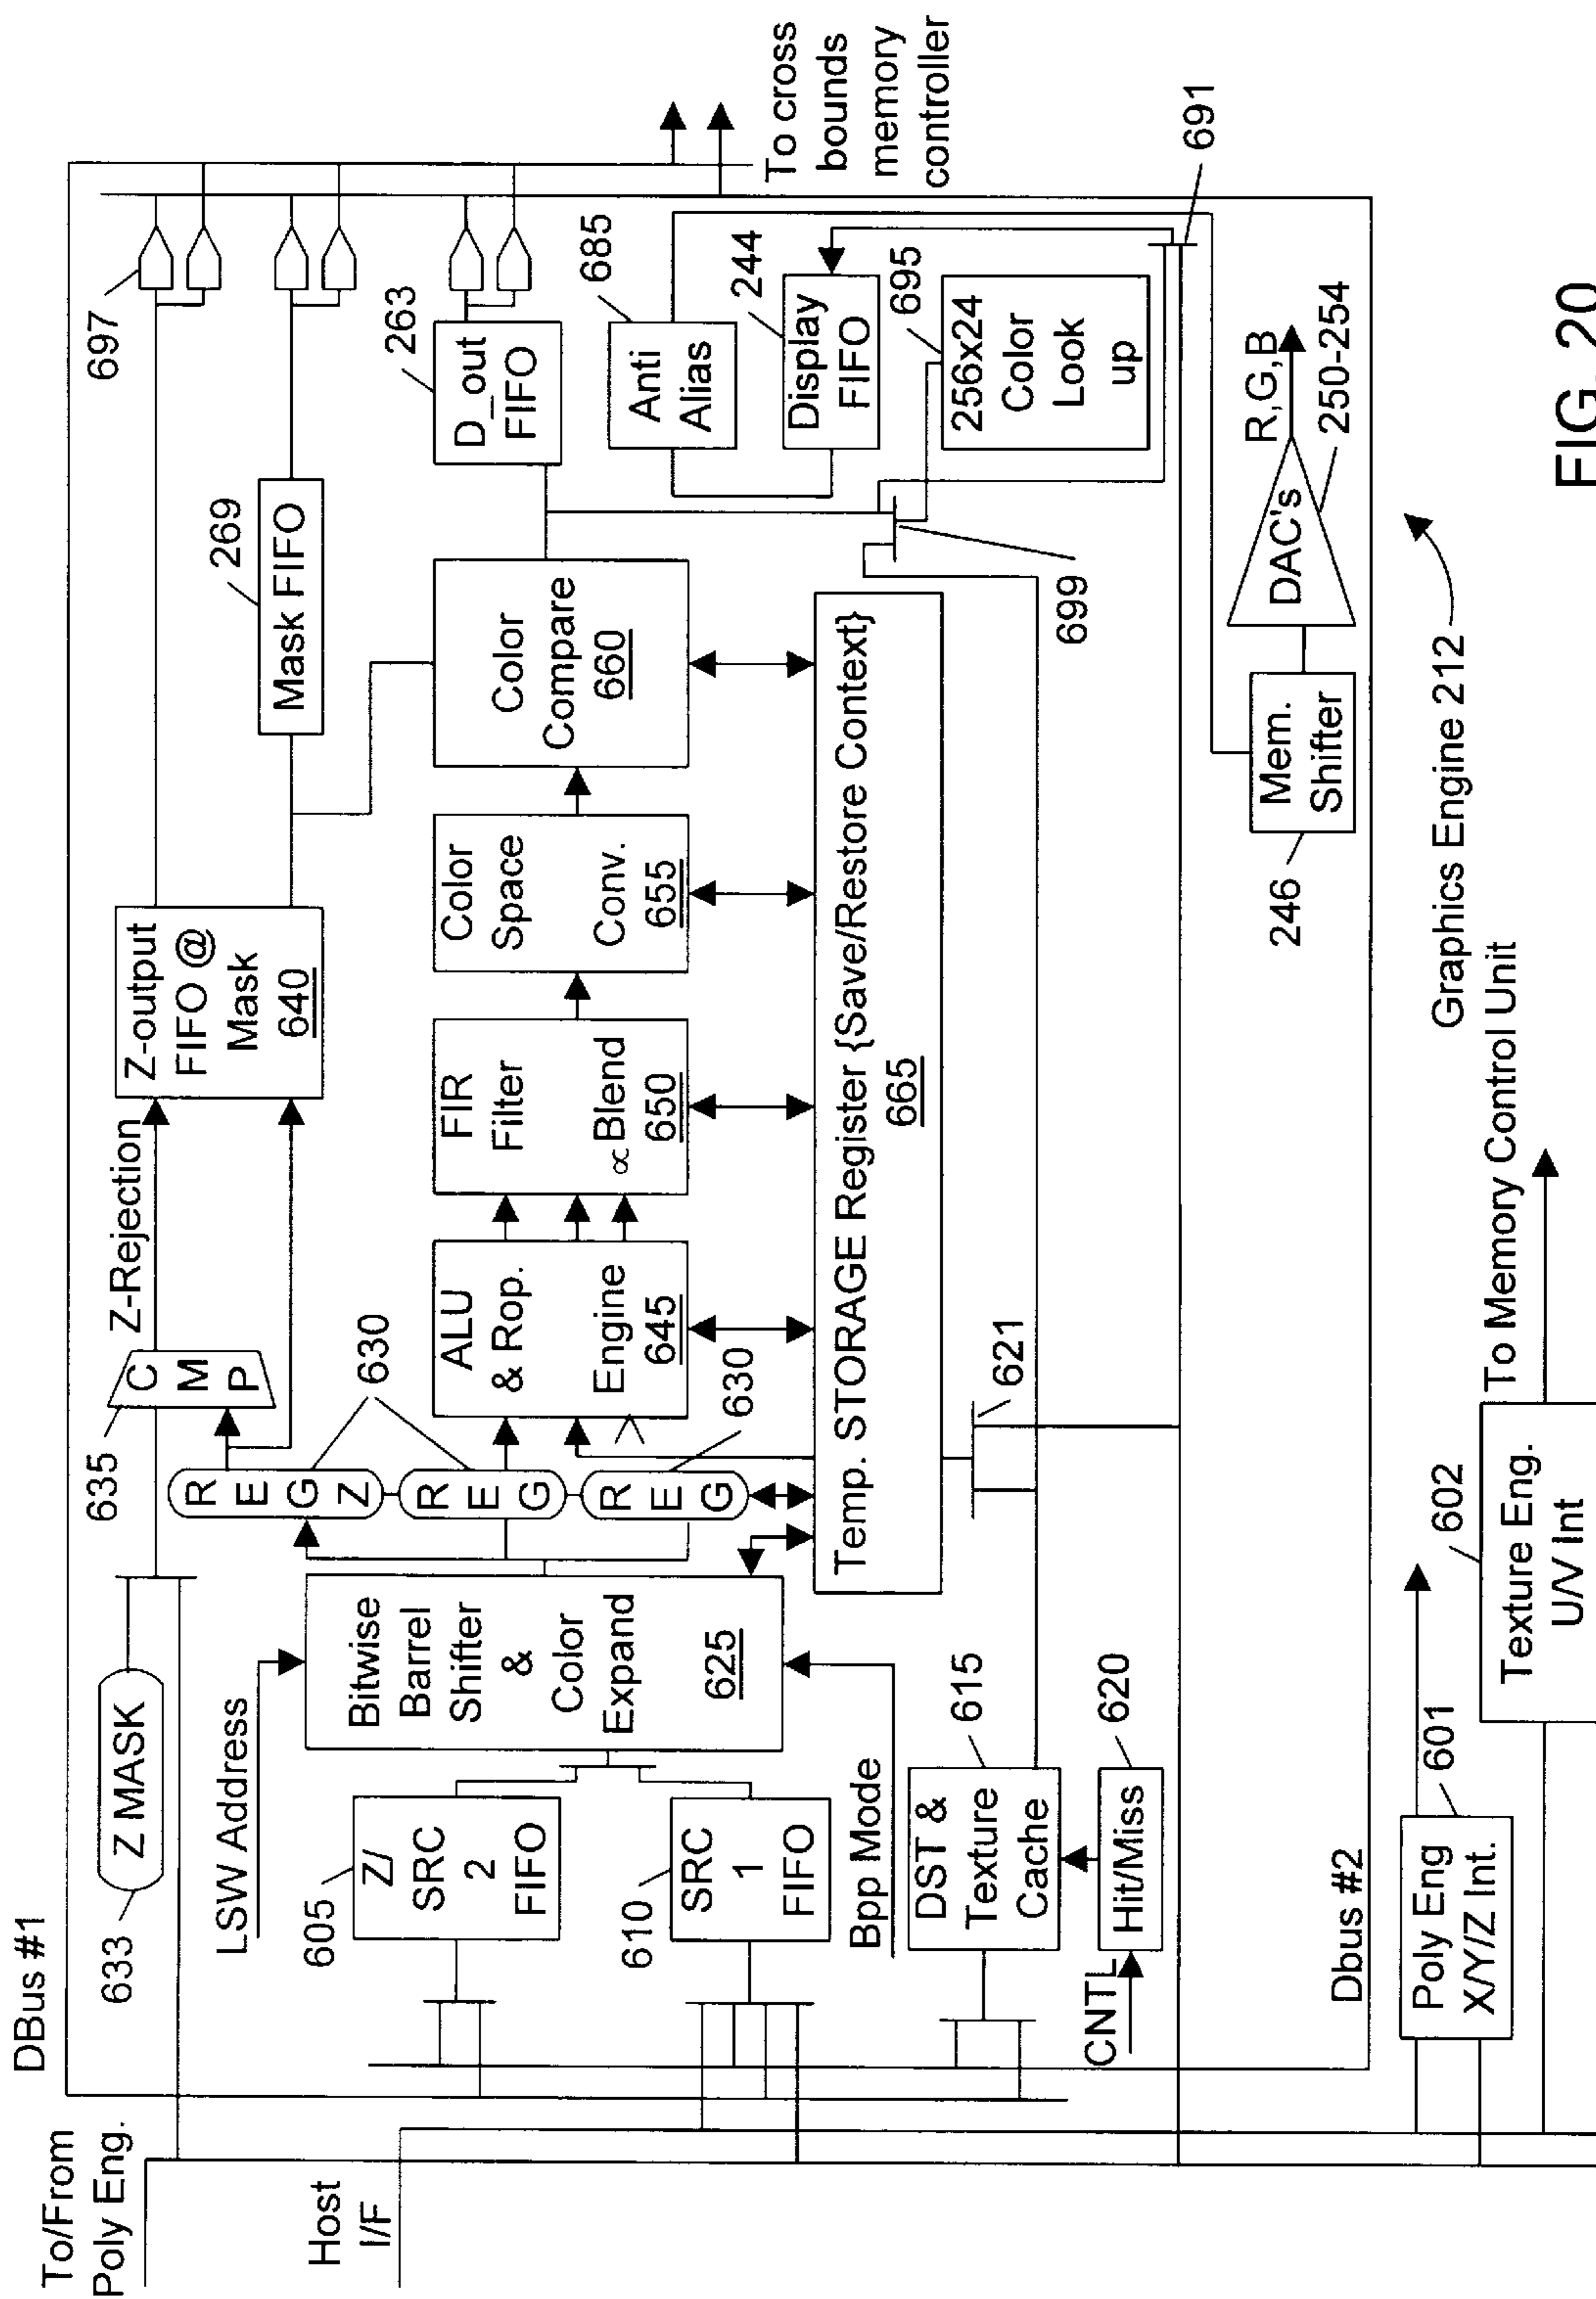 To/From
Poly Eng.
DBus #1
Host
I/F
633
Z MASK
635
C
M
P
Z-Rejection
Z-output
FIFO @
Mask
640
697
269
Mask FIFO
LSW Address
605
Z/
SRC
2
FIFO
610
SRC
1
FIFO
Bpp Mode
Bitwise
Barrel
Shifter
&
Color
Expand
625
R
E
G
Z
R
E
G
R
E
G
630
630
ALU
& Rop.
Engine
645
FIR
Filter
∝Blend
650
Color
Space
Conv.
655
Color
Compare
660
263
D_out
FIFO
685
Anti
Alias
244
Display
FIFO
695
256x24
Color
Look
up
To cross
bounds
memory
controller
691
699
Temp. STORAGE Register {Save/Restore Context}
665
621
DST &
Texture
Cache
615
CNTL
Hit/Miss
620
Dbus #2
246
Mem.
Shifter
DAC's
R,G,B
250-254
Poly Eng
X/Y/Z Int.
601
602
Texture Eng.
U/V Int
To Memory Control Unit
Graphics Engine 212
FIG. 20